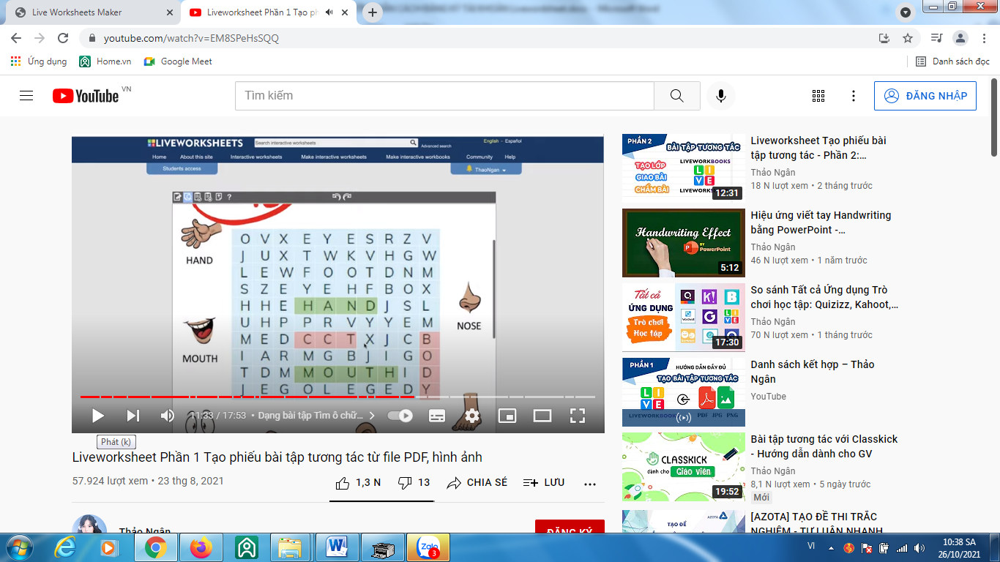 Live Worksheets Maker
Liveworksheet Phần 1 Tạo ph
youtube.com/watch?v=EM8SPeHsSQQ
Ứng dụng
Home.vn
Google Meet
Danh sách đọc
YouTube VN
Tìm kiếm
ĐĂNG NHẬP
LIVEWORKSHEETS
Search interactive worksheets
Advanced search
English - Español
Home
About this site
Interactive worksheets
Make interactive worksheets
Make interactive workbooks
Community
Help
Students access
ThaoNgan
HAND
MOUTH
NOSE
O V X E Y E S R Z V
J U X T W K V H G W
L E W F O O T D N M
S Z E Y E H F B O X
H H E H A N D J S L
U H P P R V Y Y E M
M E D C C T X J C B
I A R M G B J I G O
T D M M O U T H I D
J E G O L E G E D Y
11:33 / 17:53 • Dạng bài tập Tìm ô chữ...
Phát (k)
Liveworksheet Phần 1 Tạo phiếu bài tập tương tác từ file PDF, hình ảnh
57.924 lượt xem • 23 thg 8, 2021
1,3 N
13
CHIA SẺ
LƯU
Thảo Ngân
ĐĂNG KÝ
PHẦN 2
BÀI TẬP TƯƠNG TÁC
TẠO LỚP
GIAO BÀI
CHẤM BÀI
LIVEWORKBOOKS
LIVE
12:31
Liveworksheet Tạo phiếu bài
tập tương tác - Phần 2:...
Thảo Ngân
18 N lượt xem • 2 tháng trước
Handwriting Effect
BY
PowerPoint
5:12
Hiệu ứng viết tay Handwriting
bằng PowerPoint -...
Thảo Ngân
46 N lượt xem • 1 năm trước
Tất cả
ỨNG DỤNG
Trò chơi
Học tập
17:30
So sánh Tất cả Ứng dụng Trò
chơi học tập: Quizizz, Kahoot,...
Thảo Ngân
70 N lượt xem • 1 tháng trước
PHẦN 1
HƯỚNG DẪN ĐẦY ĐỦ
TẠO BÀI TẬP TƯƠNG TÁC
LIVE
PDF JPG PNG
Danh sách kết hợp – Thảo
Ngân
YouTube
CLASSKICK
dành cho Giáo viên
19:52
Bài tập tương tác với Classkick
- Hướng dẫn dành cho GV
Thảo Ngân
8,1 N lượt xem • 5 ngày trước
Mới
AZOTA
TẠO ĐỀ
[AZOTA] TẠO ĐỀ THI TRẮC
NGHIỆM - TỰ LUẬN NHANH
Zalo
3
VI
10:38 SA
26/10/2021